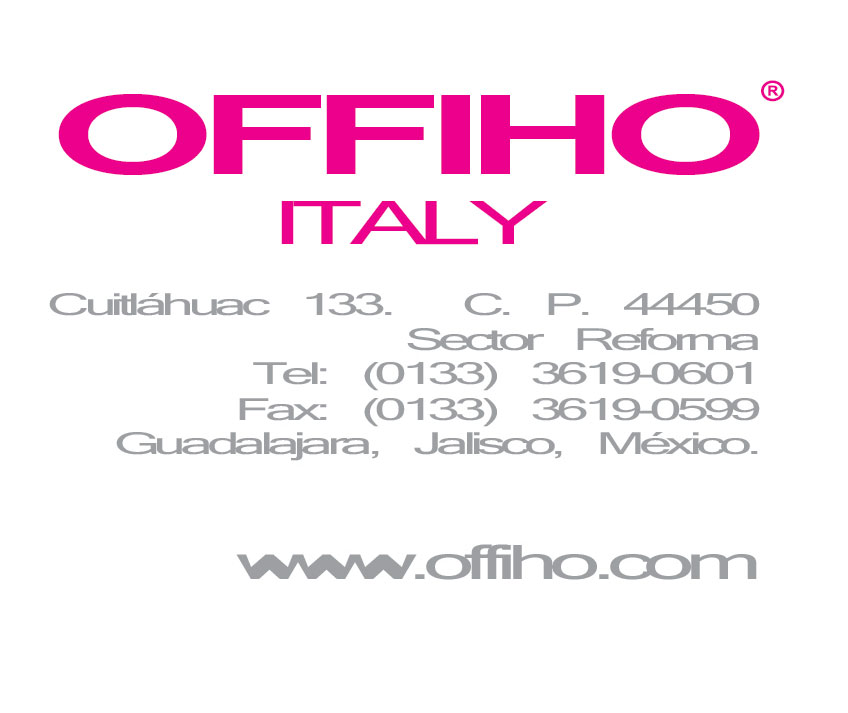 OFFIHO®
ITALY
Cuitláhuac 133. C. P. 44450
Sector Reforma
Tel: (0133) 3619-0601
Fax: (0133) 3619-0599
Guadalajara, Jalisco, México.
www.offiho.com